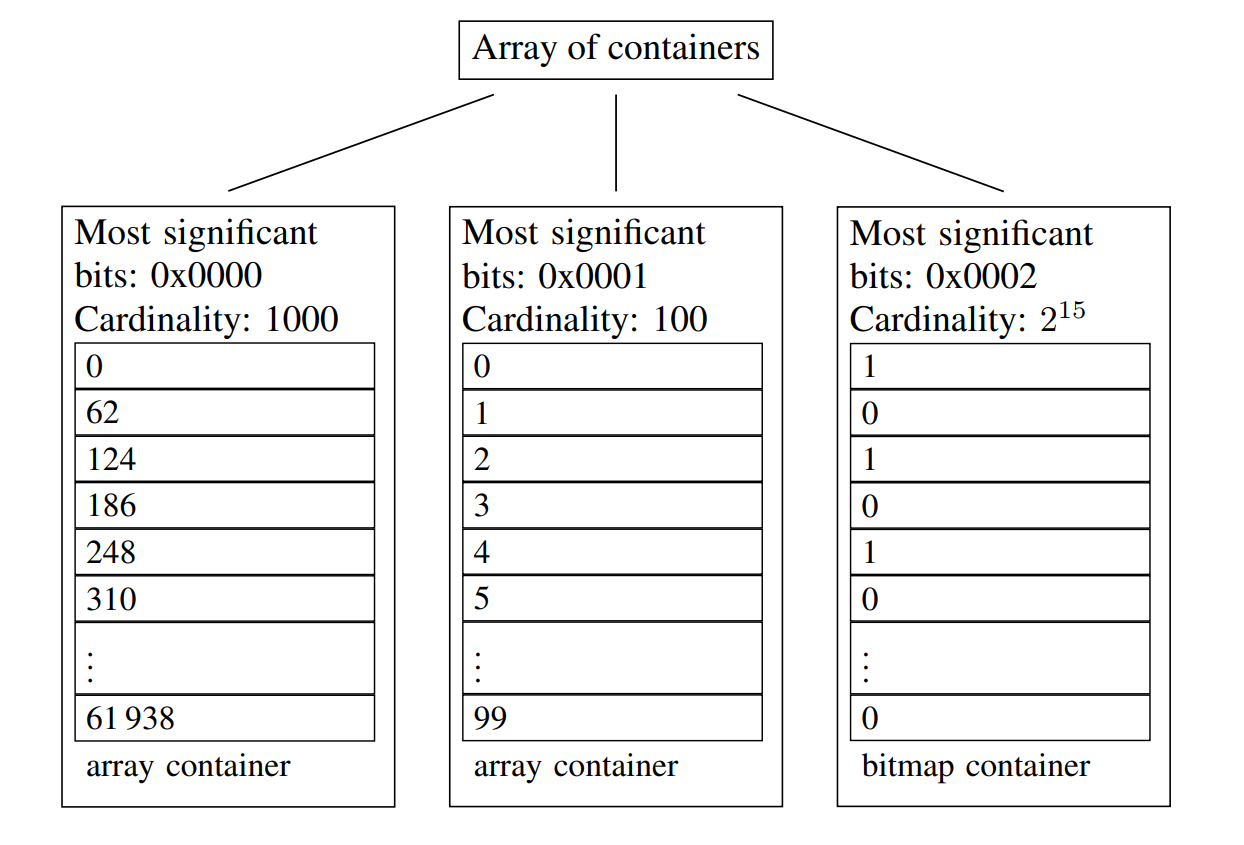 Array of containers
Most significant
bits: 0x0000
Cardinality: 1000
0
62
124
186
248
310
⋮
61 938
array container
Most significant
bits: 0x0001
Cardinality: 100
0
1
2
3
4
5
⋮
99
array container
Most significant
bits: 0x0002
Cardinality: 2¹⁵
1
0
1
0
1
0
⋮
0
bitmap container